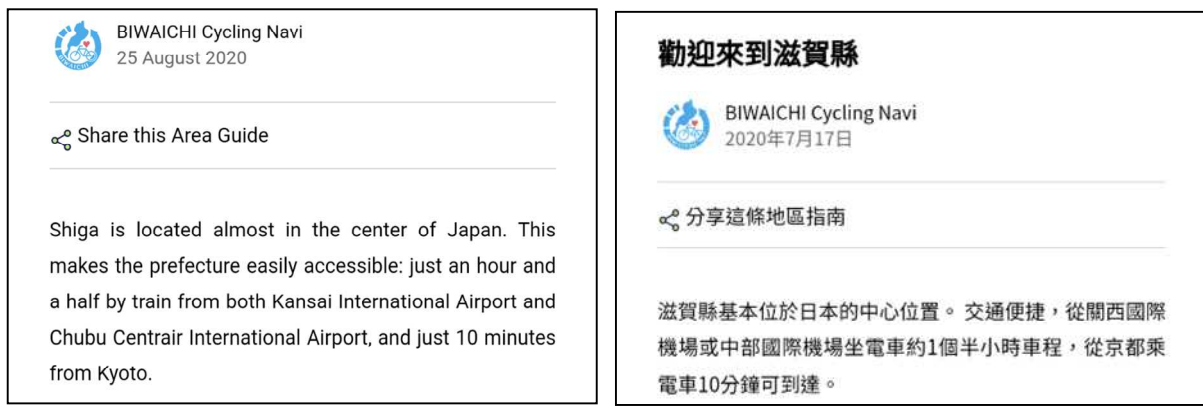 BIWAICHI Cycling Navi
25 August 2020
Share this Area Guide
Shiga is located almost in the center of Japan. This
makes the prefecture easily accessible: just an hour and
a half by train from both Kansai International Airport and
Chubu Centrair International Airport, and just 10 minutes
from Kyoto.
勸迎來到滋賀縣
BIWAICHI Cycling Navi
2020年7月17日
分享這條地區指南
滋賀縣基本位於日本的中心位置。 交通便捷，從關西國際
機場或中部國際機場坐電車約1個半小時車程，從京都乘
電車10分鐘可到達。